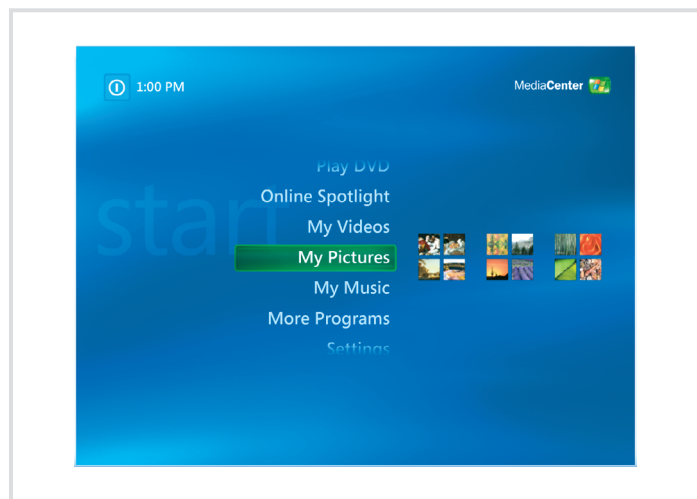 1:00 PM
MediaCenter
start
Play DVD
Online Spotlight
My Videos
My Pictures
My Music
More Programs
Settings